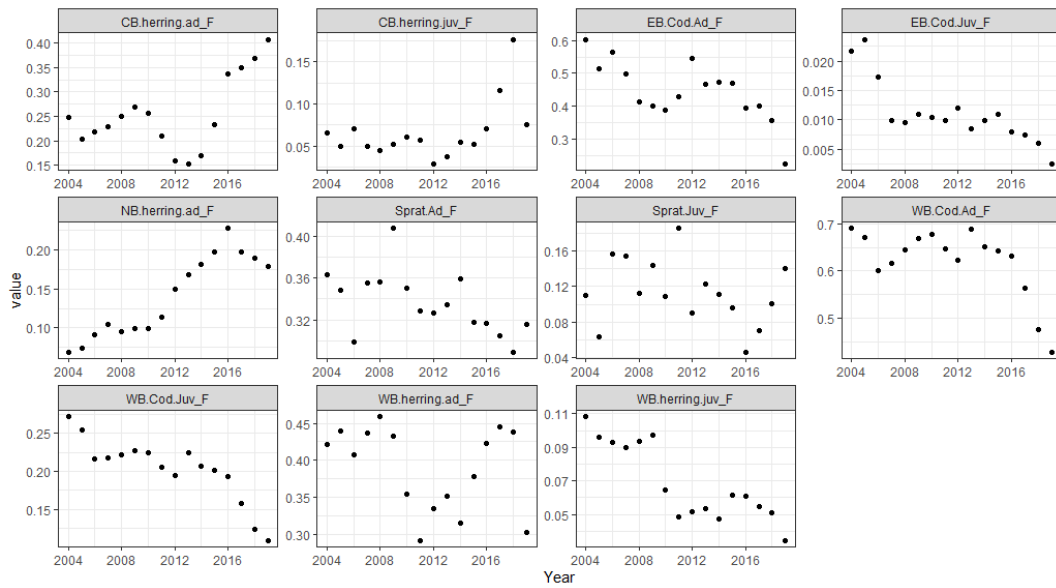 CB.herring.ad_F CB.herring.juv_F EB.Cod.Ad_F EB.Cod.Juv_F
0.40 0.35 0.30 0.25 0.20 0.15
0.15 0.10 0.05
0.6 0.5 0.4 0.3
0.020 0.015 0.010 0.005
2004 2008 2012 2016 2004 2008 2012 2016 2004 2008 2012 2016 2004 2008 2012 2016
NB.herring.ad_F Sprat.Ad_F Sprat.Juv_F WB.Cod.Ad_F
value
0.20 0.15 0.10
0.40 0.36 0.32
0.16 0.12 0.08 0.04
0.7 0.6 0.5
2004 2008 2012 2016 2004 2008 2012 2016 2004 2008 2012 2016 2004 2008 2012 2016
WB.Cod.Juv_F WB.herring.ad_F WB.herring.juv_F
0.25 0.20 0.15
0.45 0.40 0.35 0.30
0.11 0.09 0.07 0.05
2004 2008 2012 2016 2004 2008 2012 2016 2004 2008 2012 2016
Year